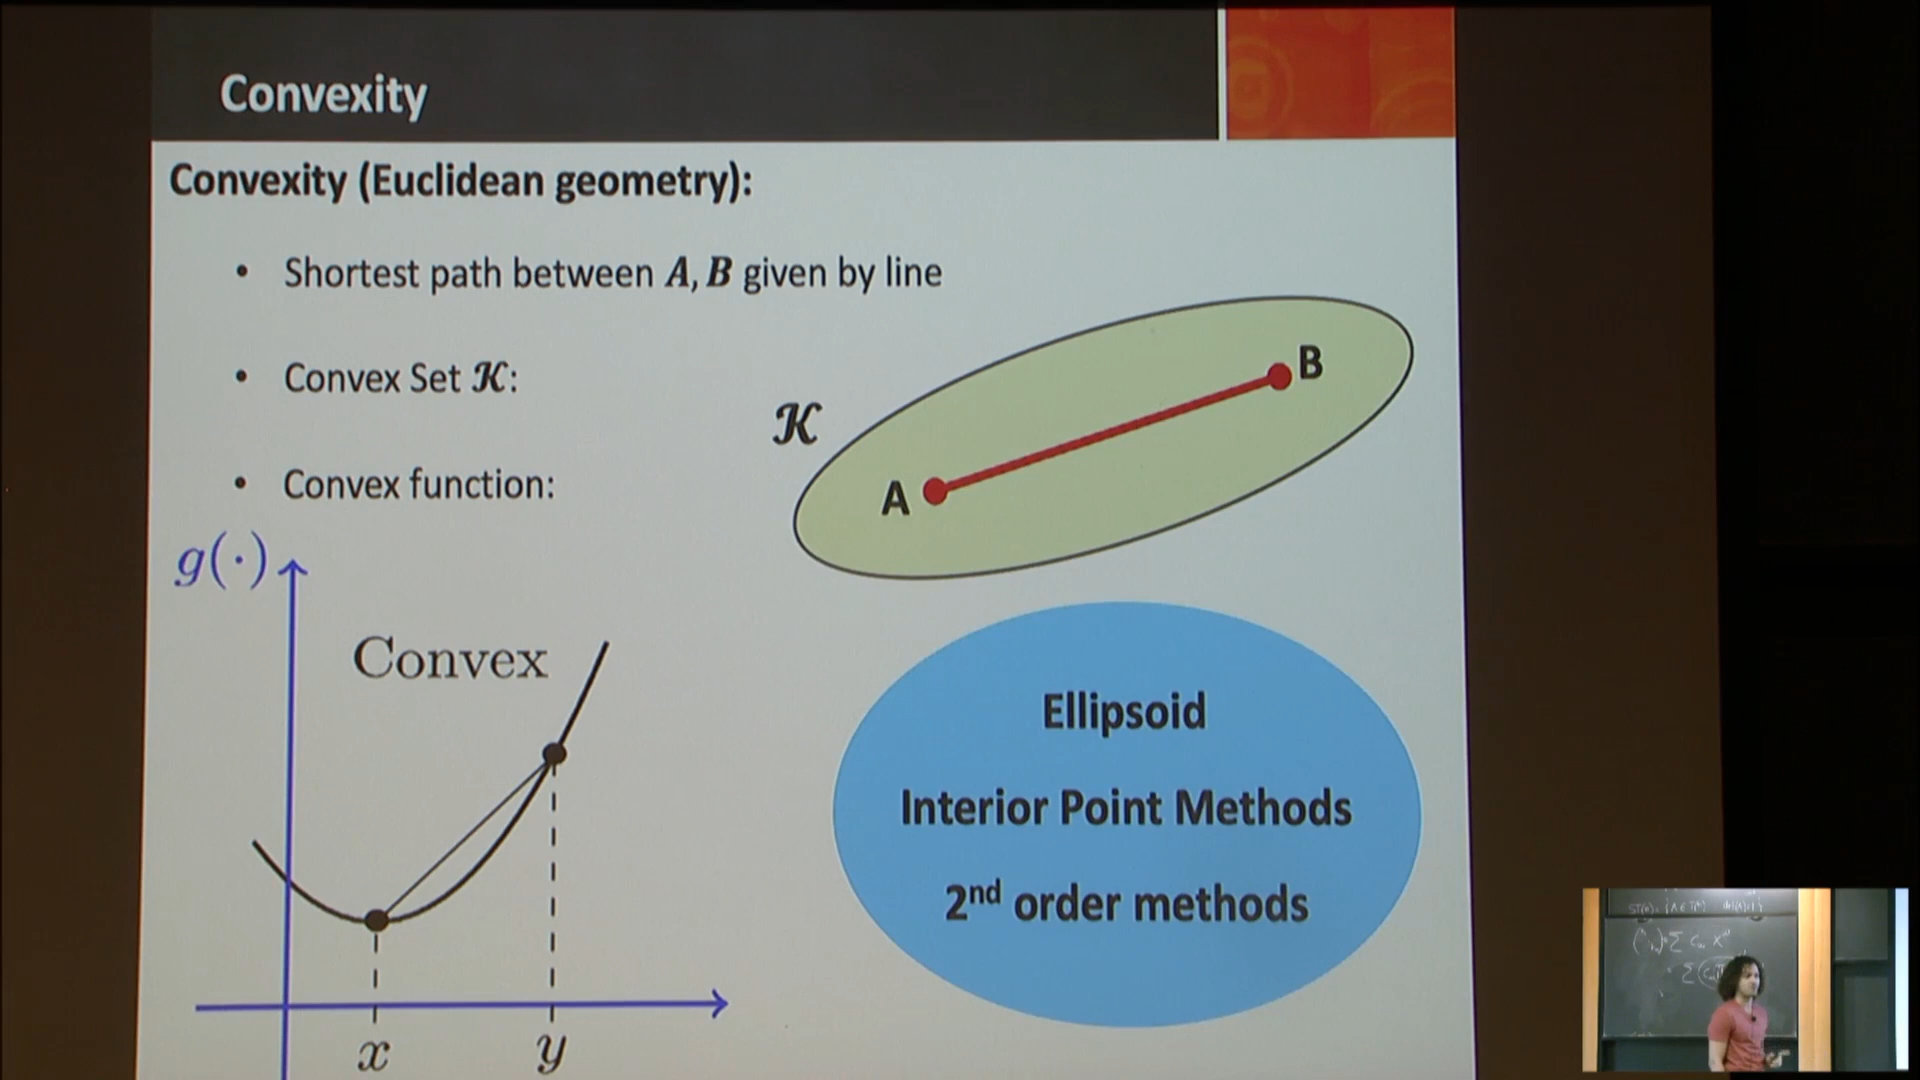 Convexity
Convexity (Euclidean geometry):
• Shortest path between A, B given by line
• Convex Set 𝒦:
• Convex function:
𝒦
A
B
g(·)
Convex
x
y
Ellipsoid
Interior Point Methods
2nd order methods